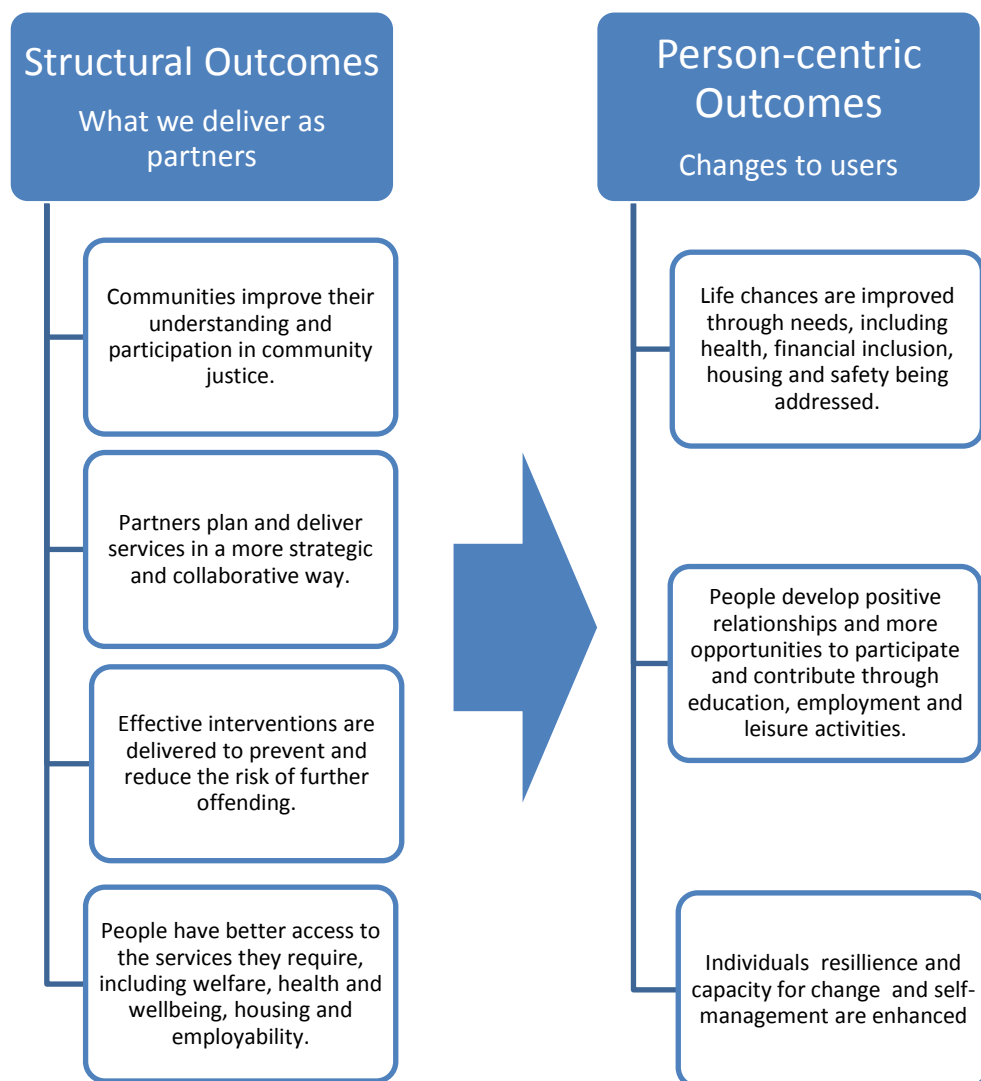 Structural Outcomes
What we deliver as
partners
Communities improve their
understanding and
participation in community
justice.
Partners plan and deliver
services in a more strategic
and collaborative way.
Effective interventions are
delivered to prevent and
reduce the risk of further
offending.
People have better access to
the services they require,
including welfare, health and
wellbeing, housing and
employability.
Person-centric
Outcomes
Changes to users
Life chances are improved
through needs, including
health, financial inclusion,
housing and safety being
addressed.
People develop positive
relationships and more
opportunities to participate
and contribute through
education, employment and
leisure activities.
Individuals  resillience and
capacity for change  and self-
management are enhanced